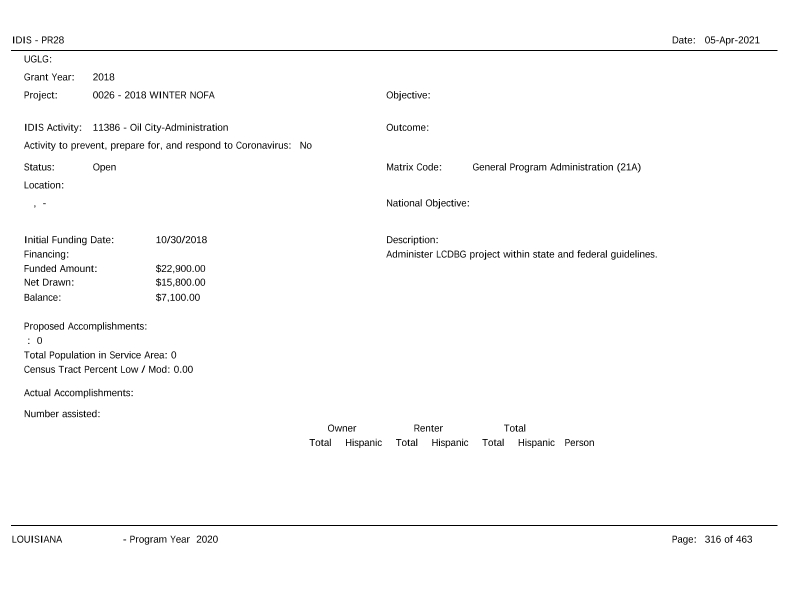 IDIS - PR28 Date: 05-Apr-2021
UGLG:
Grant Year: 2018
Project: 0026 - 2018 WINTER NOFA Objective:
IDIS Activity: 11386 - Oil City-Administration Outcome:
Activity to prevent, prepare for, and respond to Coronavirus: No
Status: Open Matrix Code: General Program Administration (21A)
Location:
, - National Objective:
Initial Funding Date: 10/30/2018 Description:
Financing: Administer LCDBG project within state and federal guidelines.
Funded Amount: $22,900.00
Net Drawn: $15,800.00
Balance: $7,100.00
Proposed Accomplishments:
: 0
Total Population in Service Area: 0
Census Tract Percent Low / Mod: 0.00
Actual Accomplishments:
Number assisted:
Owner Renter Total
Total Hispanic Total Hispanic Total Hispanic Person
LOUISIANA - Program Year 2020 Page: 316 of 463